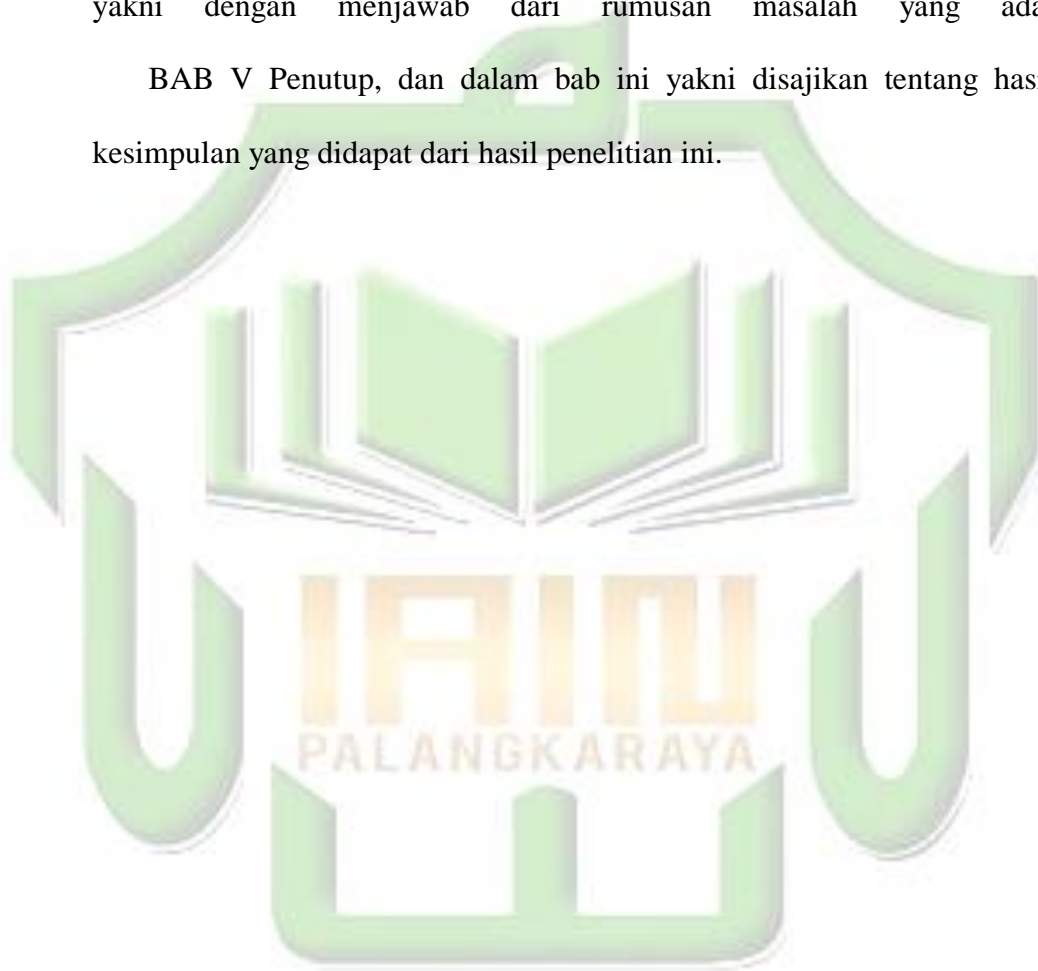 yakni dengan menjawab dari rumusan masalah yang ada
BAB V Penutup, dan dalam bab ini yakni disajikan tentang hasi
kesimpulan yang didapat dari hasil penelitian ini.
IAIN
PALANGKARAYA